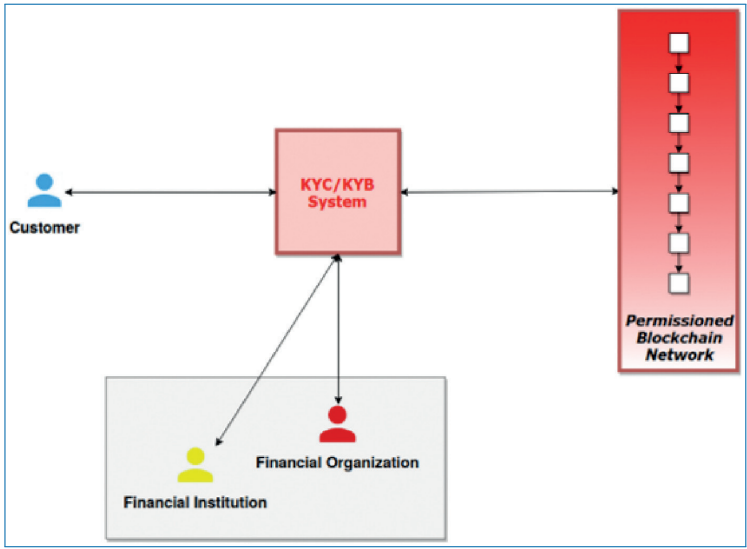 KYC/KYB
System
Customer
Permissioned
Blockchain
Network
Financial Organization
Financial Institution